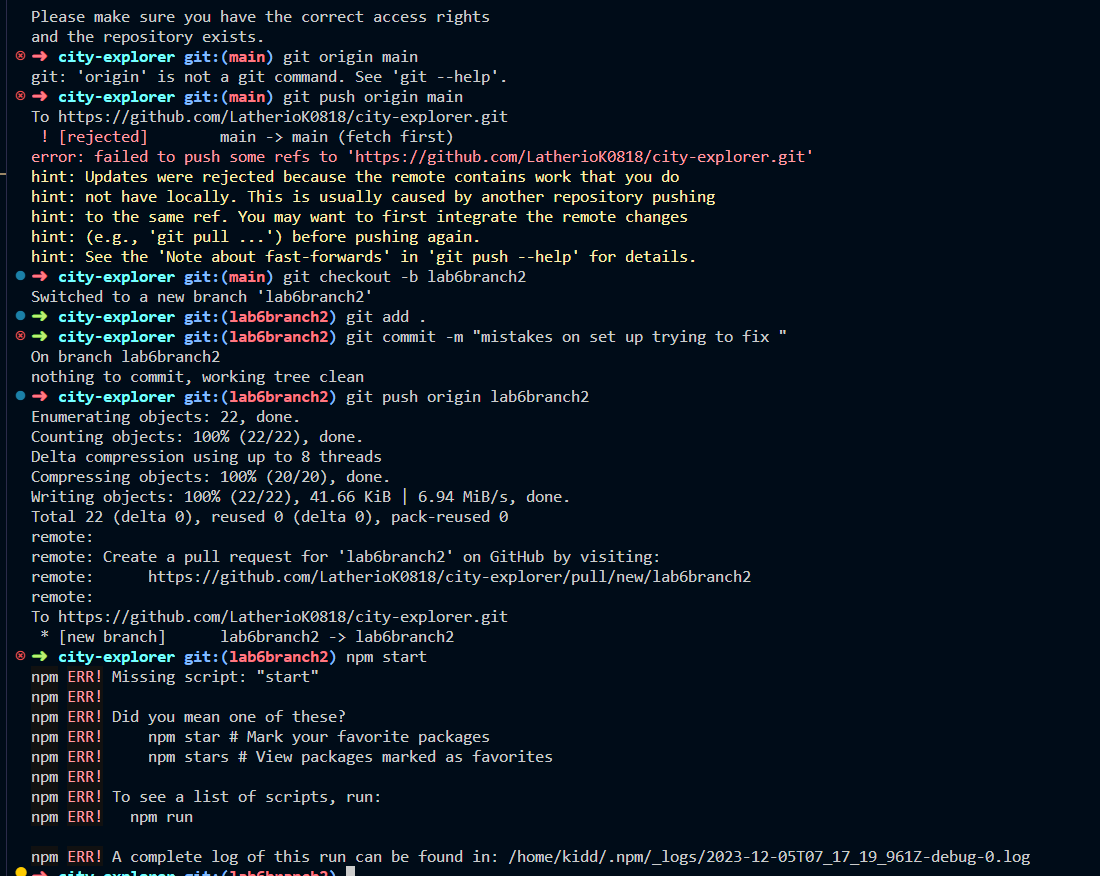 Please make sure you have the correct access rights
and the repository exists.
➜ city-explorer git:(main) git origin main
git: 'origin' is not a git command. See 'git --help'.
➜ city-explorer git:(main) git push origin main
To https://github.com/LatherioK0818/city-explorer.git
! [rejected] main -> main (fetch first)
error: failed to push some refs to 'https://github.com/LatherioK0818/city-explorer.git'
hint: Updates were rejected because the remote contains work that you do
hint: not have locally. This is usually caused by another repository pushing
hint: to the same ref. You may want to first integrate the remote changes
hint: (e.g., 'git pull ...') before pushing again.
hint: See the 'Note about fast-forwards' in 'git push --help' for details.
➜ city-explorer git:(main) git checkout -b lab6branch2
Switched to a new branch 'lab6branch2'
➜ city-explorer git:(lab6branch2) git add .
➜ city-explorer git:(lab6branch2) git commit -m "mistakes on set up trying to fix "
On branch lab6branch2
nothing to commit, working tree clean
➜ city-explorer git:(lab6branch2) git push origin lab6branch2
Enumerating objects: 22, done.
Counting objects: 100% (22/22), done.
Delta compression using up to 8 threads
Compressing objects: 100% (20/20), done.
Writing objects: 100% (22/22), 41.66 KiB | 6.94 MiB/s, done.
Total 22 (delta 0), reused 0 (delta 0), pack-reused 0
remote:
remote: Create a pull request for 'lab6branch2' on GitHub by visiting:
remote: https://github.com/LatherioK0818/city-explorer/pull/new/lab6branch2
remote:
To https://github.com/LatherioK0818/city-explorer.git
* [new branch] lab6branch2 -> lab6branch2
➜ city-explorer git:(lab6branch2) npm start
npm ERR! Missing script: "start"
npm ERR!
npm ERR! Did you mean one of these?
npm ERR! npm star # Mark your favorite packages
npm ERR! npm stars # View packages marked as favorites
npm ERR!
npm ERR! To see a list of scripts, run:
npm ERR! npm run
npm ERR! A complete log of this run can be found in: /home/kidd/.npm/_logs/2023-12-05T07_17_19_961Z-debug-0.log
➜ city-explorer git:(lab6branch2)